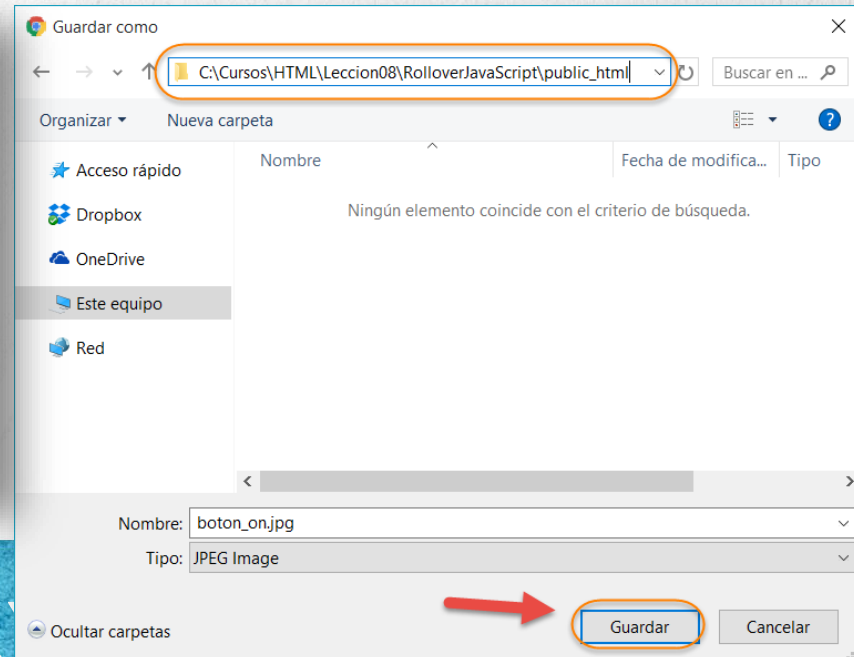 Guardar como
C:\Cursos\HTML\Leccion08\RolloverJavaScript\public_html
Buscar en ...
Organizar
Nueva carpeta
Acceso rápido
Dropbox
OneDrive
Este equipo
Red
Nombre
Fecha de modifica...
Tipo
Ningún elemento coincide con el criterio de búsqueda.
Nombre: boton_on.jpg
Tipo: JPEG Image
Ocultar carpetas
Guardar
Cancelar